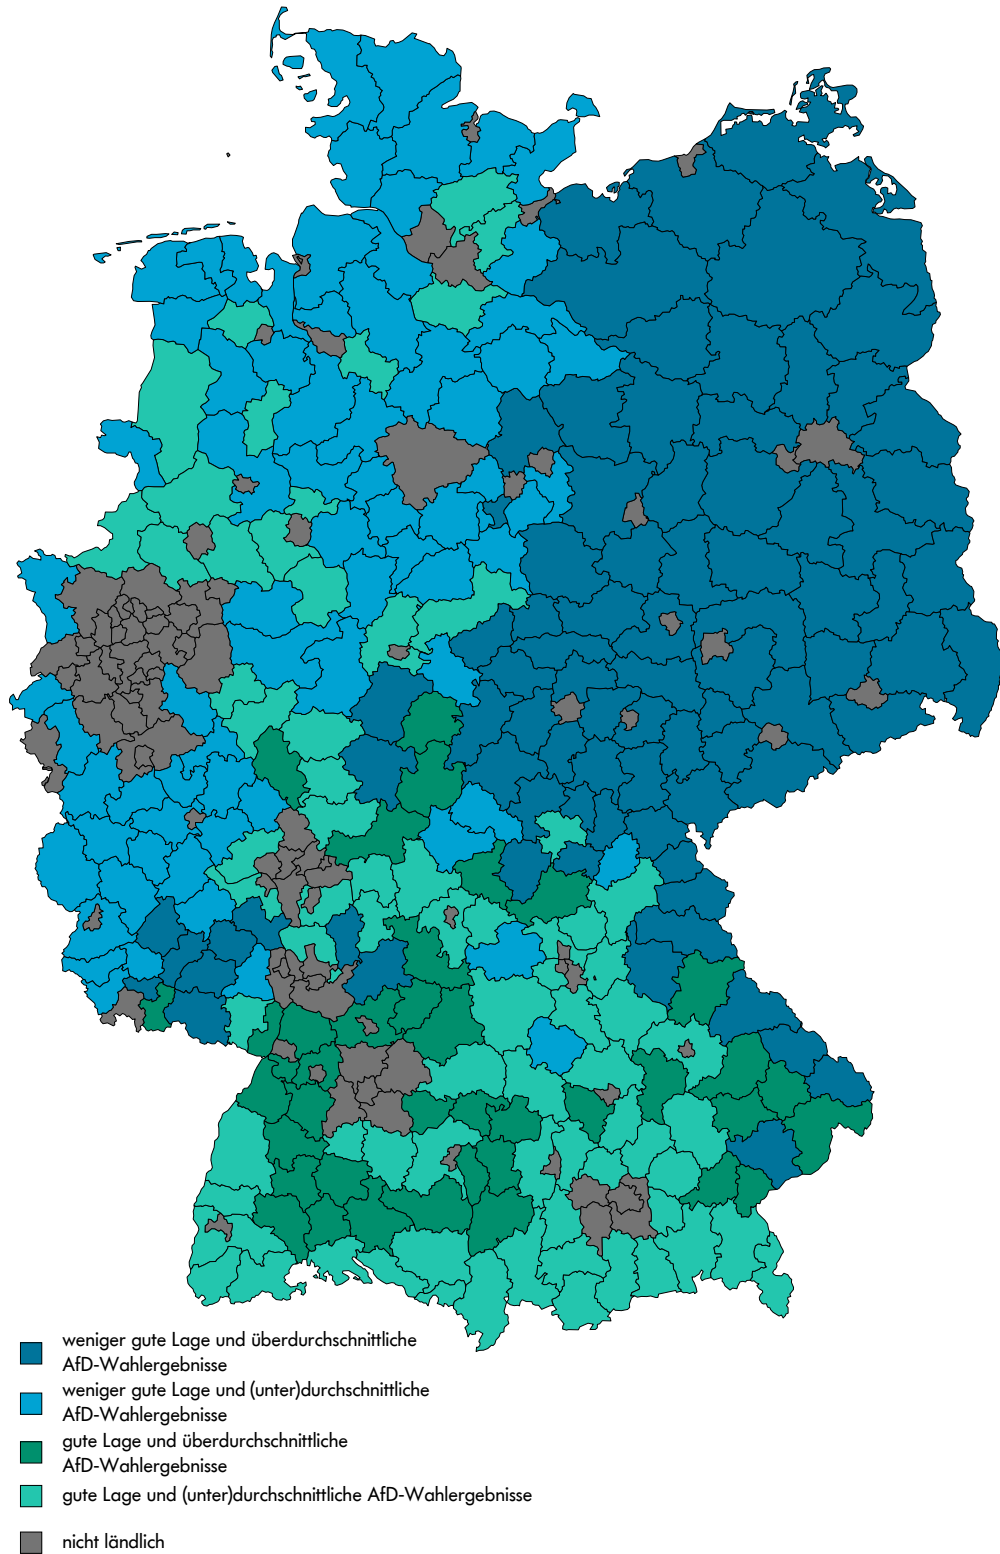 weniger gute Lage und überdurchschnittliche
AfD-Wahlergebnisse
weniger gute Lage und (unter)durchschnittliche
AfD-Wahlergebnisse
gute Lage und überdurchschnittliche
AfD-Wahlergebnisse
gute Lage und (unter)durchschnittliche AfD-Wahlergebnisse
nicht ländlich